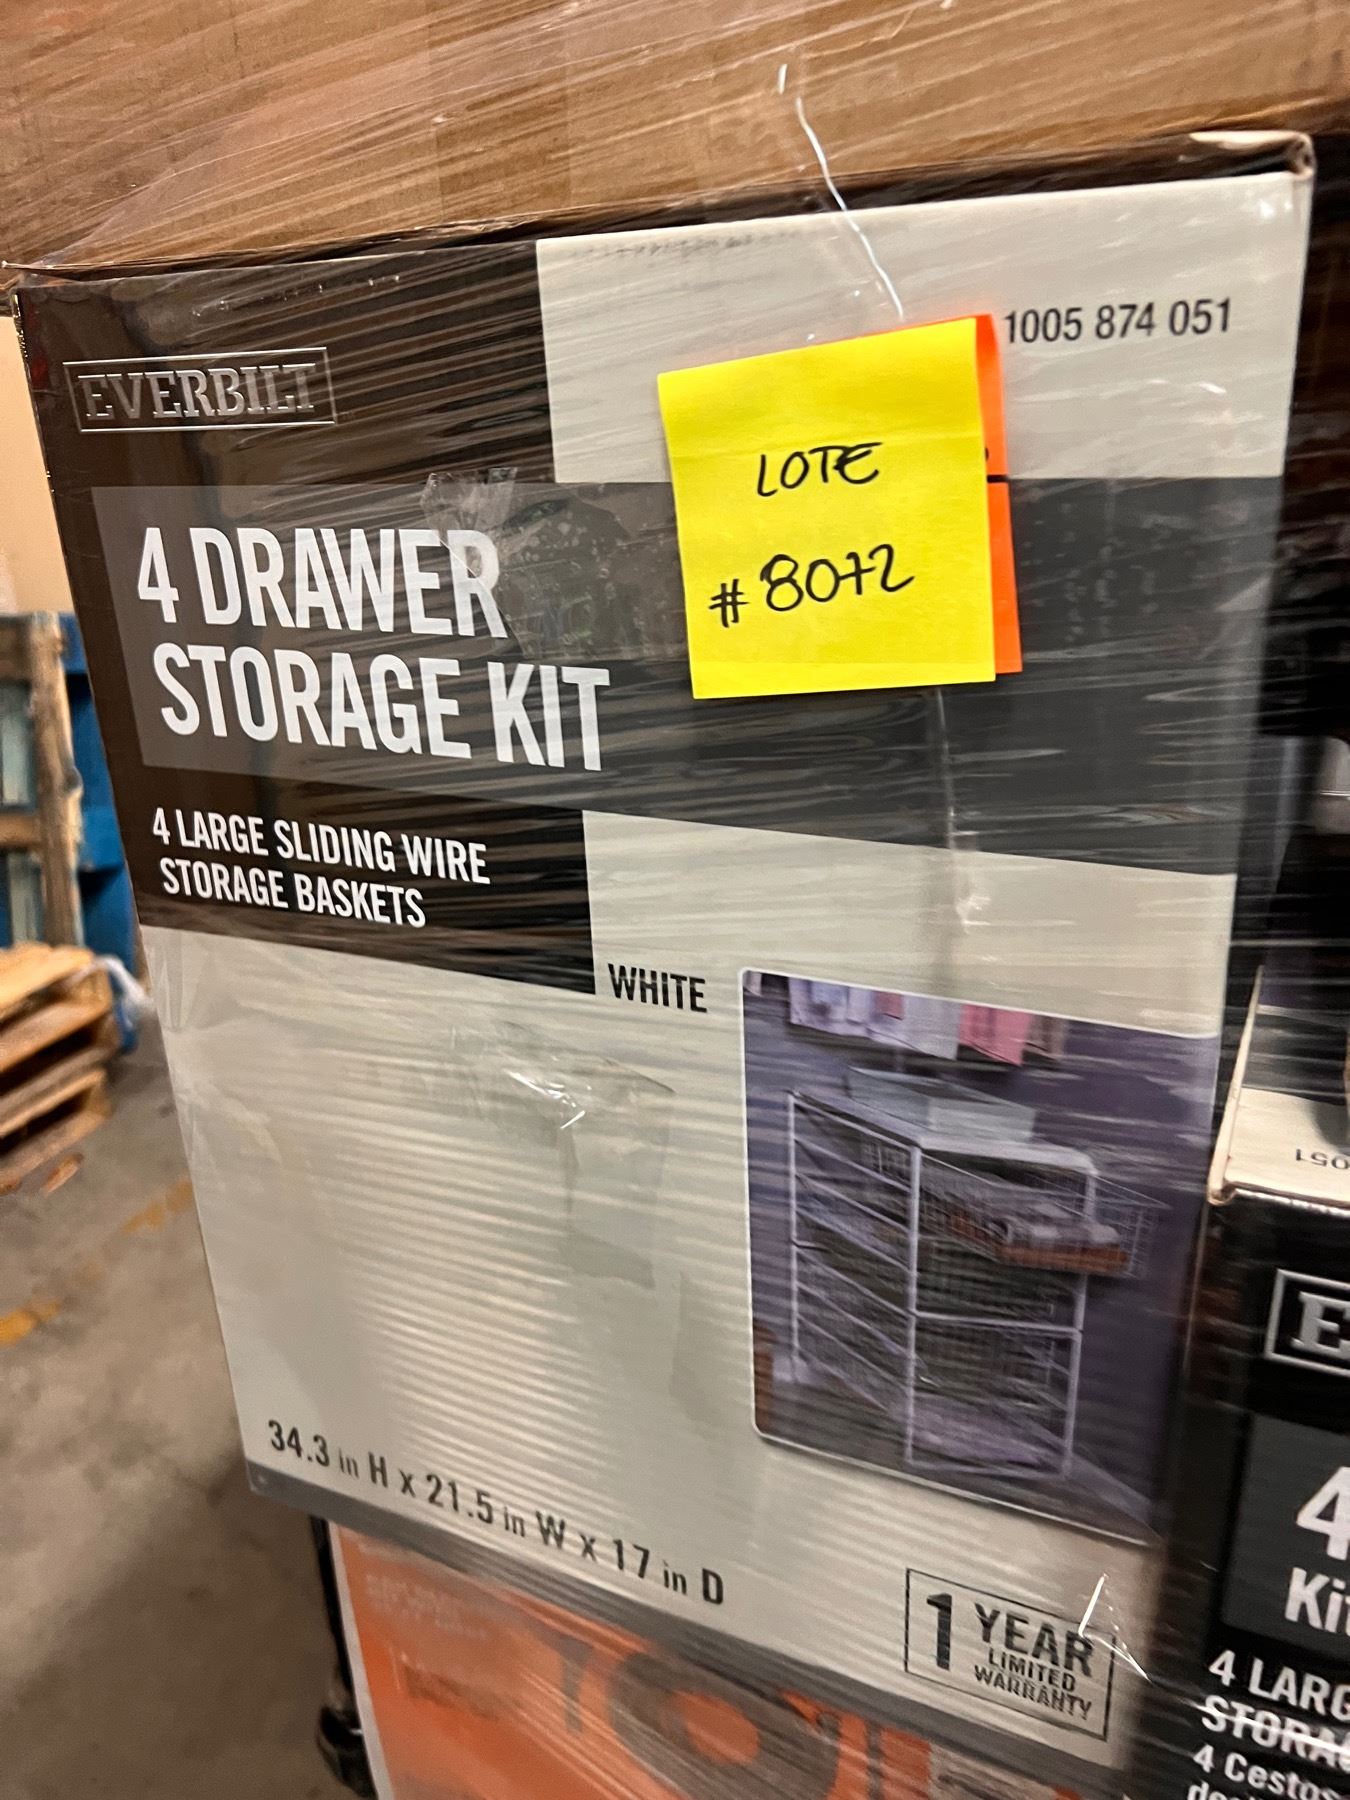 EVERBILT
1005 874 051
LOTE
# 8072
4 DRAWER
STORAGE KIT
4 LARGE SLIDING WIRE
STORAGE BASKETS
WHITE
34.3 in H x 21.5 in W x 17 in D
1 YEAR
LIMITED
WARRANTY
051
E
4
Kit
4 LARG
STORA
4 Cestos